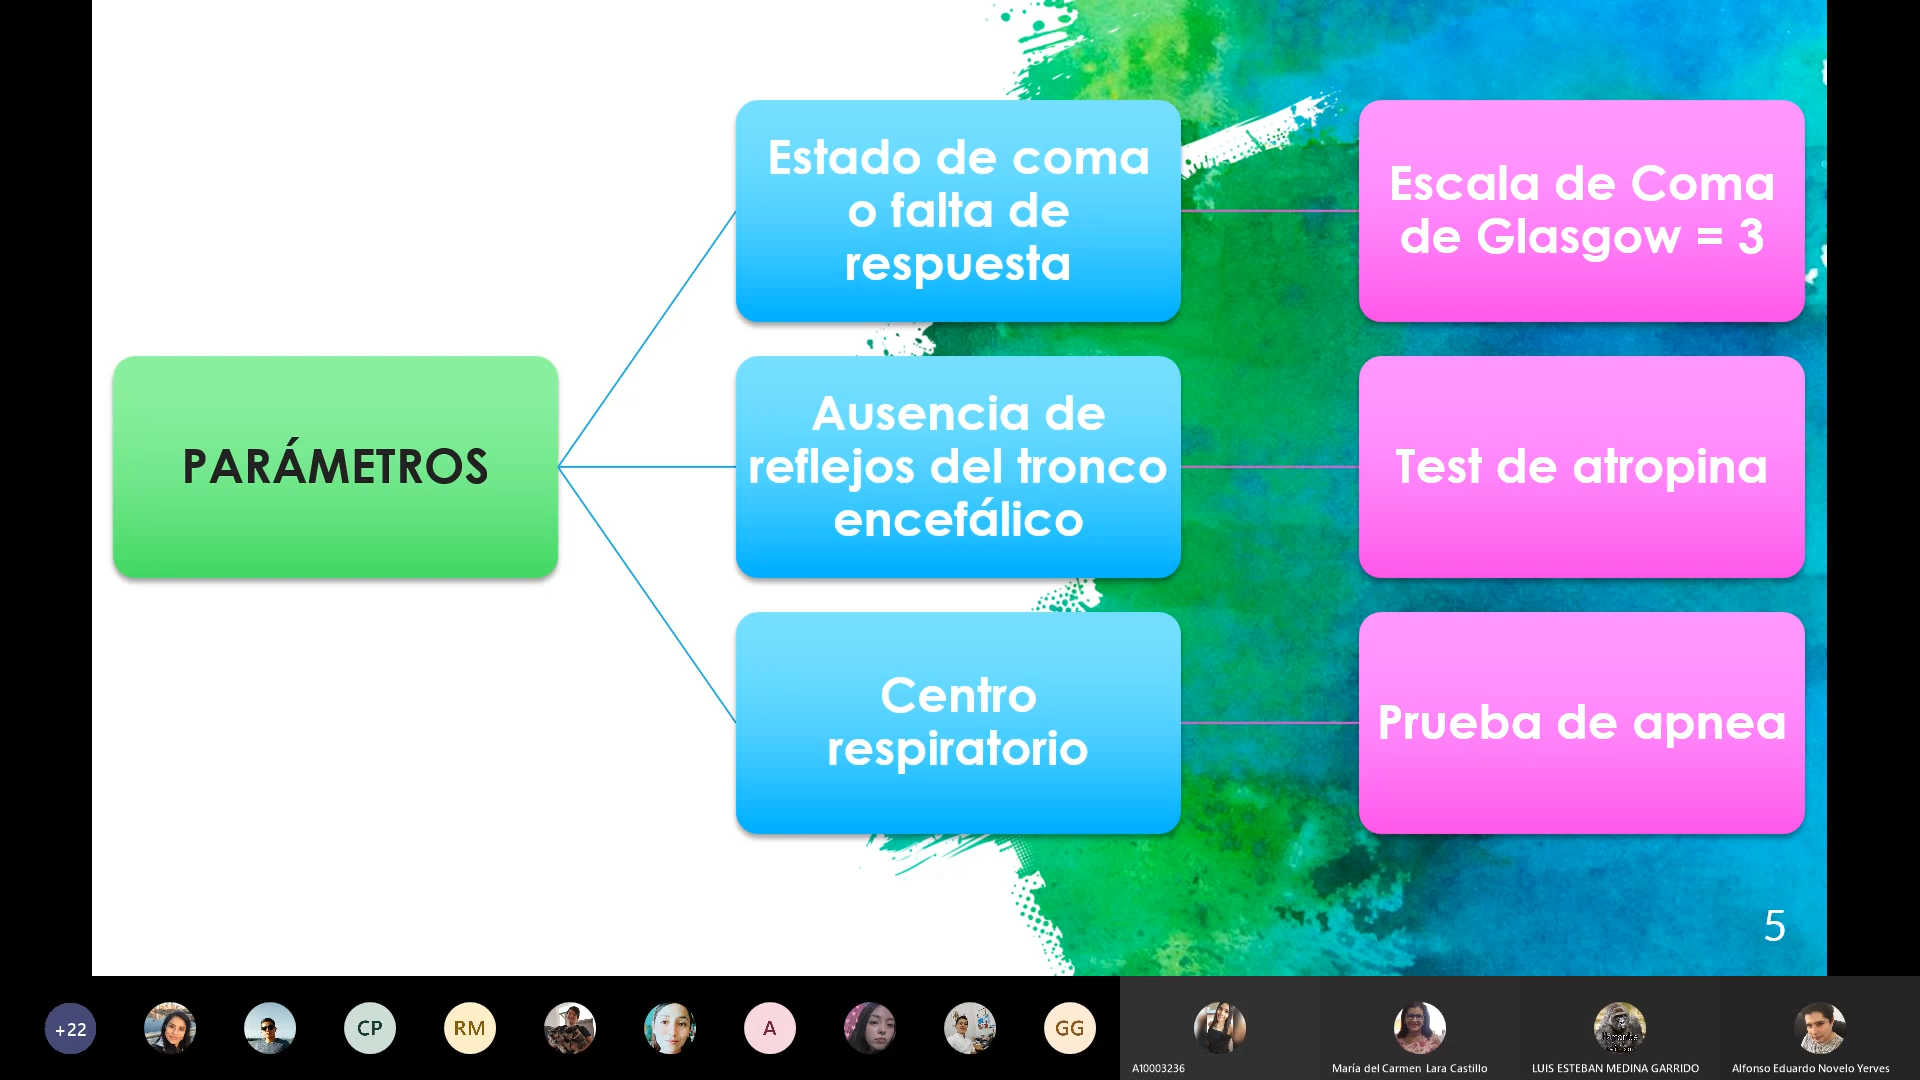 PARÁMETROS
Estado de coma
o falta de
respuesta
Escala de Coma
de Glasgow = 3
Ausencia de
reflejos del tronco
encefálico
Test de atropina
Centro
respiratorio
Prueba de apnea
5
+22
CP
RM
A
GG
A10003236
María del Carmen Lara Castillo
LUIS ESTEBAN MEDINA GARRIDO
Alfonso Eduardo Novelo Yerves